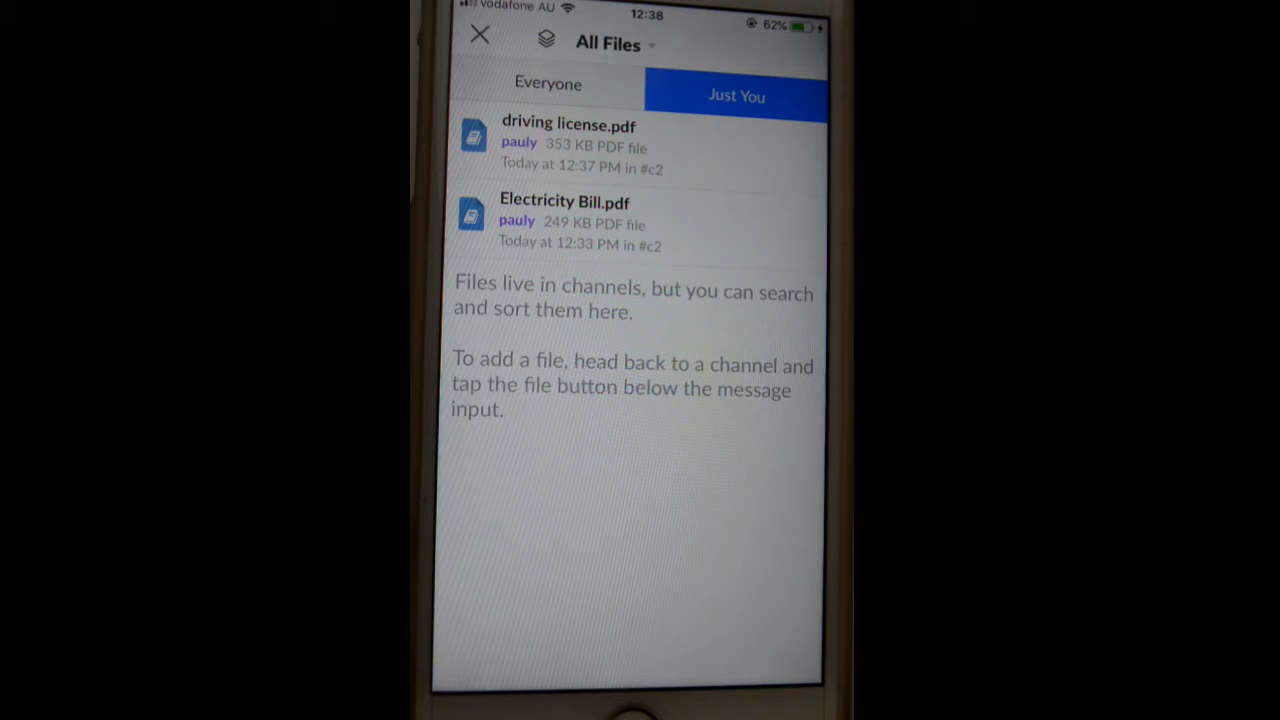 vodafone AU
12:38
62%
All Files
Everyone
Just You
driving license.pdf
pauly 353 KB PDF file
Today at 12:37 PM in #c2
Electricity Bill.pdf
pauly 249 KB PDF file
Today at 12:33 PM in #c2
Files live in channels, but you can search
and sort them here.
To add a file, head back to a channel and
tap the file button below the message
input.